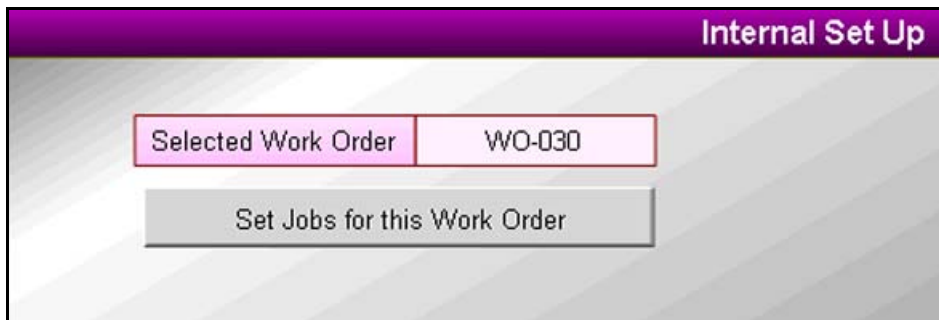 Internal Set Up
Selected Work Order WO-030
Set Jobs for this Work Order